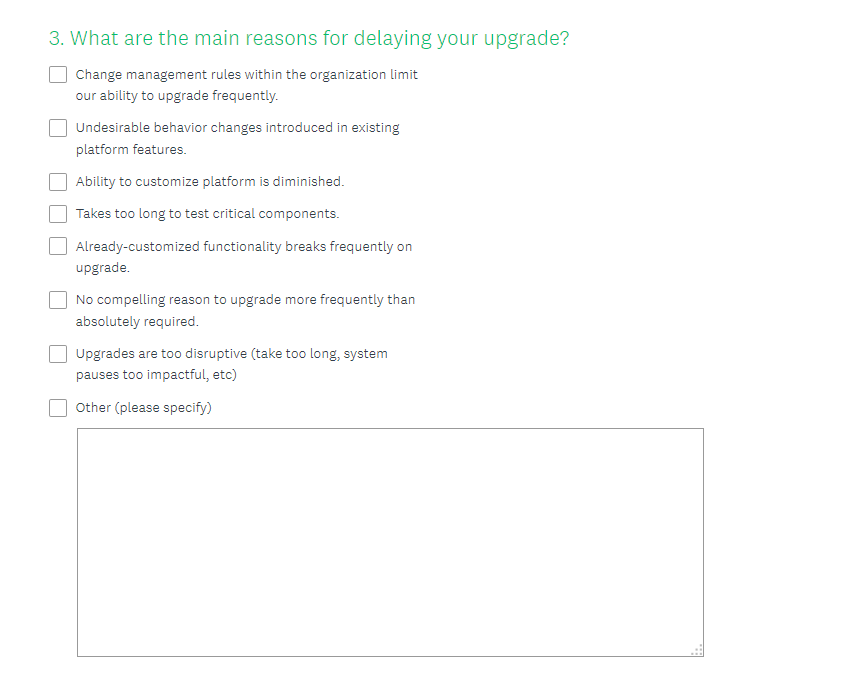 3. What are the main reasons for delaying your upgrade?
Change management rules within the organization limit
our ability to upgrade frequently.
Undesirable behavior changes introduced in existing
platform features.
Ability to customize platform is diminished.
Takes too long to test critical components.
Already-customized functionality breaks frequently on
upgrade.
No compelling reason to upgrade more frequently than
absolutely required.
Upgrades are too disruptive (take too long, system
pauses too impactful, etc)
Other (please specify)